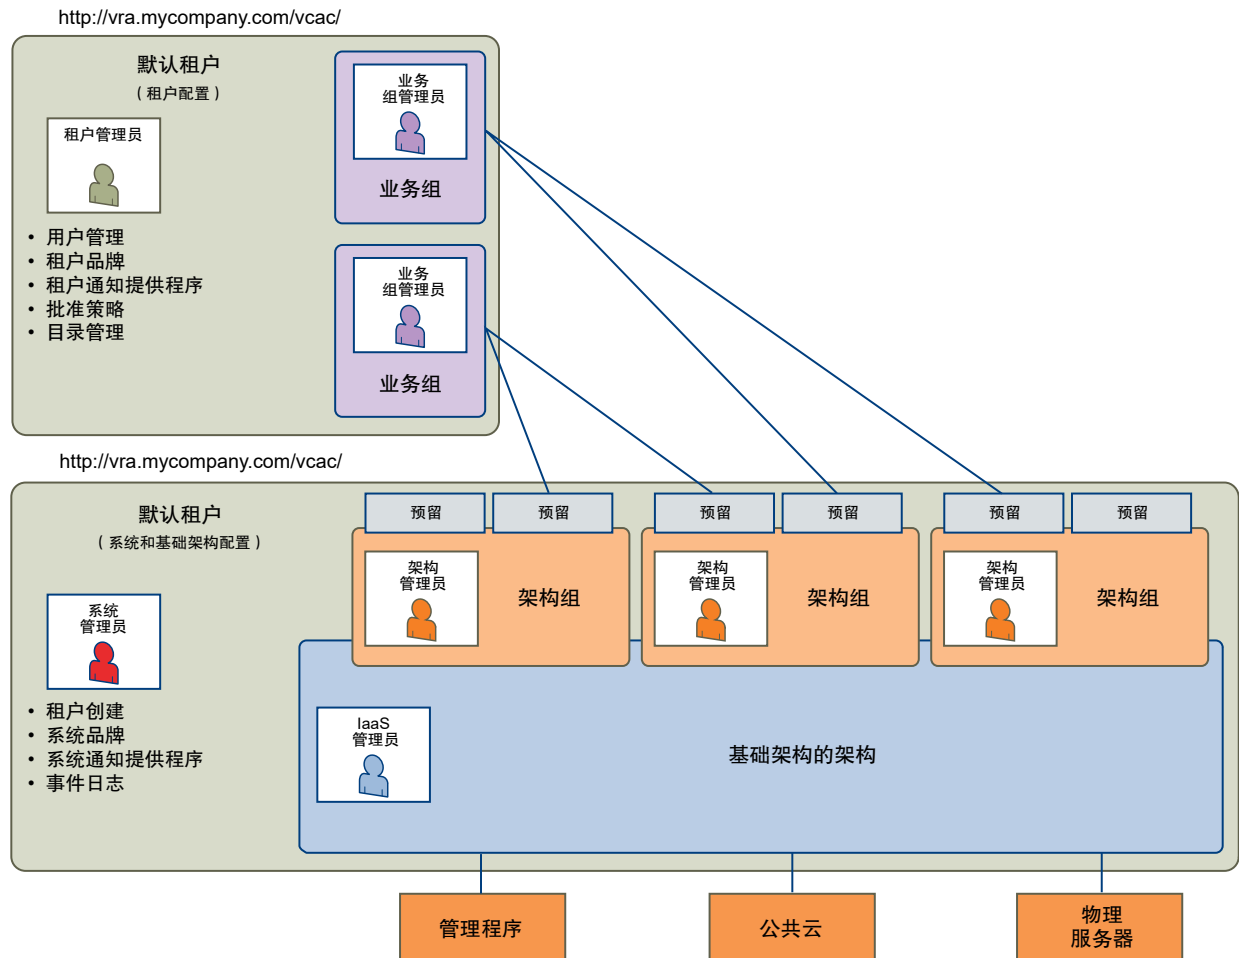 http://vra.mycompany.com/vcac/
默认租户
（租户配置）
租户管理员
• 用户管理
• 租户品牌
• 租户通知提供程序
• 批准策略
• 目录管理
业务
组管理员
业务组
业务
组管理员
业务组
http://vra.mycompany.com/vcac/
默认租户
（系统和基础架构配置）
系统
管理员
• 租户创建
• 系统品牌
• 系统通知提供程序
• 事件日志
预留
预留
预留
预留
预留
预留
架构
管理员
架构组
架构
管理员
架构组
架构
管理员
架构组
IaaS
管理员
基础架构的架构
管理程序
公共云
物理
服务器